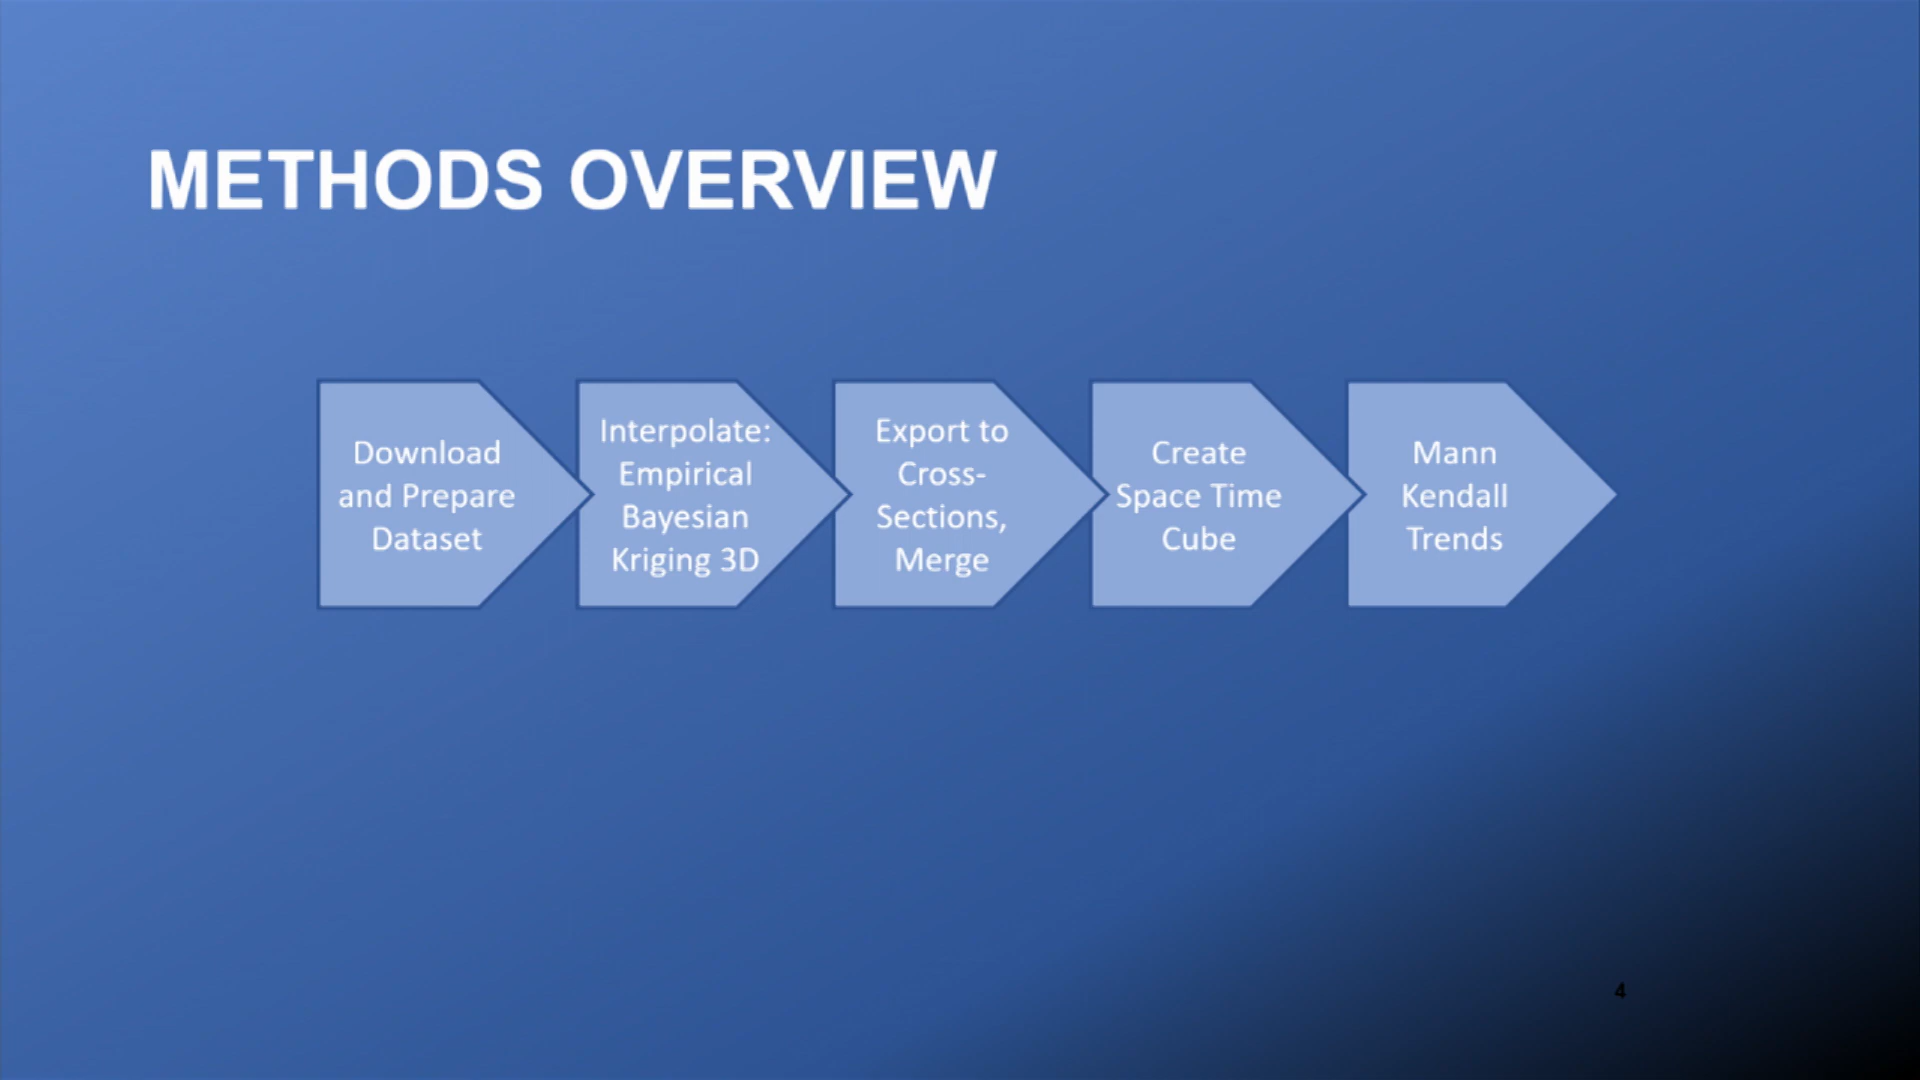 METHODS OVERVIEW
Download
and Prepare
Dataset
Interpolate:
Empirical
Bayesian
Kriging 3D
Export to
Cross-
Sections,
Merge
Create
Space Time
Cube
Mann
Kendall
Trends
4